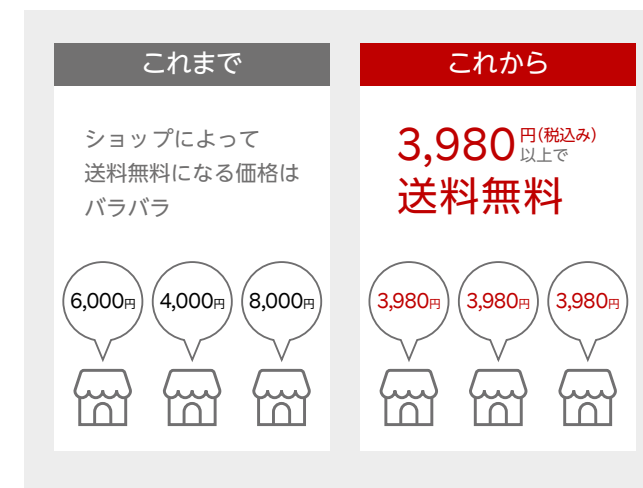 これまで
ショップによって
送料無料になる価格は
バラバラ
6,000円
4,000円
8,000円
これから
3,980円(税込み)
以上で
送料無料
3,980円
3,980円
3,980円